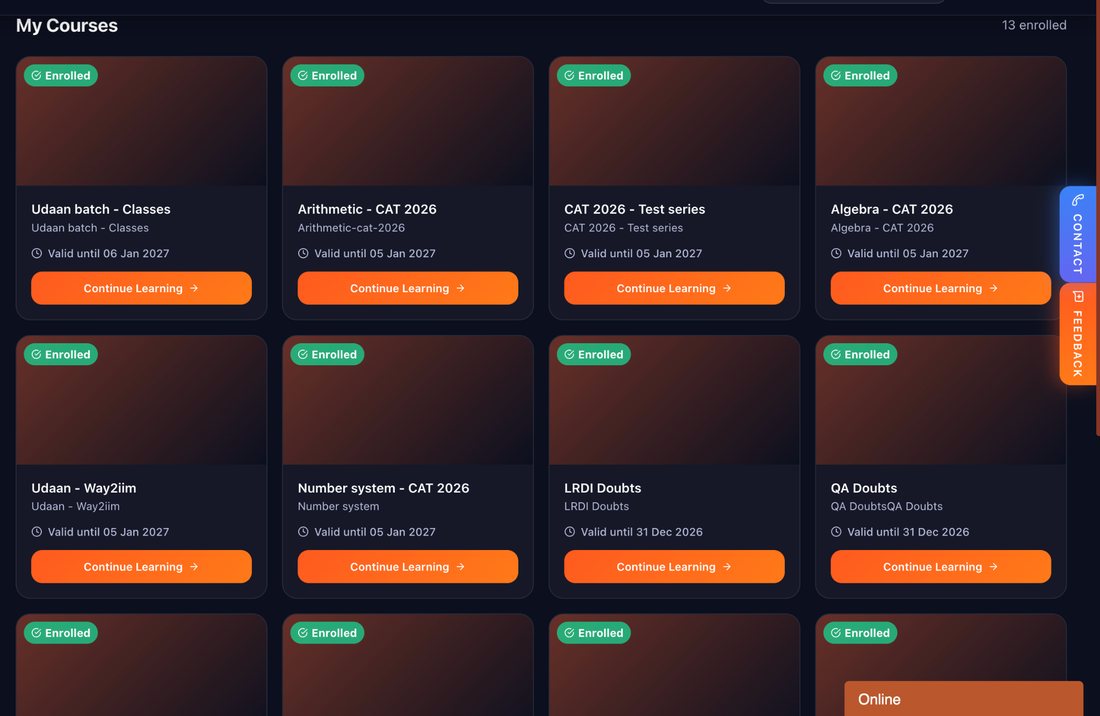 My Courses
13 enrolled
Enrolled
Enrolled
Enrolled
Enrolled
Udaan batch - Classes
Udaan batch - Classes
Valid until 06 Jan 2027
Continue Learning →
Arithmetic - CAT 2026
Arithmetic-cat-2026
Valid until 05 Jan 2027
Continue Learning →
CAT 2026 - Test series
CAT 2026 - Test series
Valid until 05 Jan 2027
Continue Learning →
Algebra - CAT 2026
Algebra - CAT 2026
Valid until 05 Jan 2027
Continue Learning →
CONTACT
FEEDBACK
Enrolled
Enrolled
Enrolled
Enrolled
Udaan - Way2iim
Udaan - Way2iim
Valid until 05 Jan 2027
Continue Learning →
Number system - CAT 2026
Number system
Valid until 05 Jan 2027
Continue Learning →
LRDI Doubts
LRDI Doubts
Valid until 31 Dec 2026
Continue Learning →
QA Doubts
QA DoubtsQA Doubts
Valid until 31 Dec 2026
Continue Learning →
Enrolled
Enrolled
Enrolled
Enrolled
Online